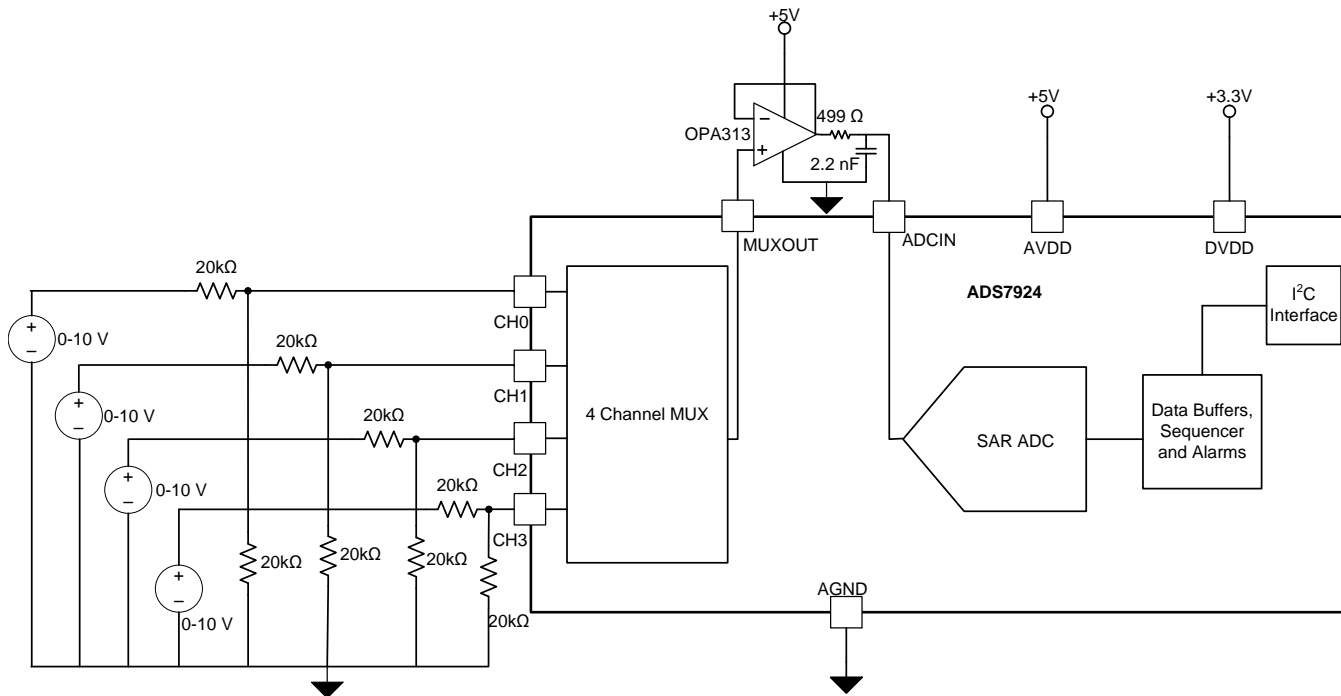 +5V
+5V
+3.3V
OPA313
−
+
499 Ω
2.2 nF
MUXOUT
ADCIN
AVDD
DVDD
20kΩ
CH0
ADS7924
I²C
Interface
+
−
0-10 V
20kΩ
CH1
+
−
0-10 V
20kΩ
CH2
4 Channel MUX
SAR ADC
Data Buffers,
Sequencer
and Alarms
+
−
0-10 V
20kΩ
CH3
+
−
0-10 V
20kΩ
20kΩ
20kΩ
20kΩ
AGND